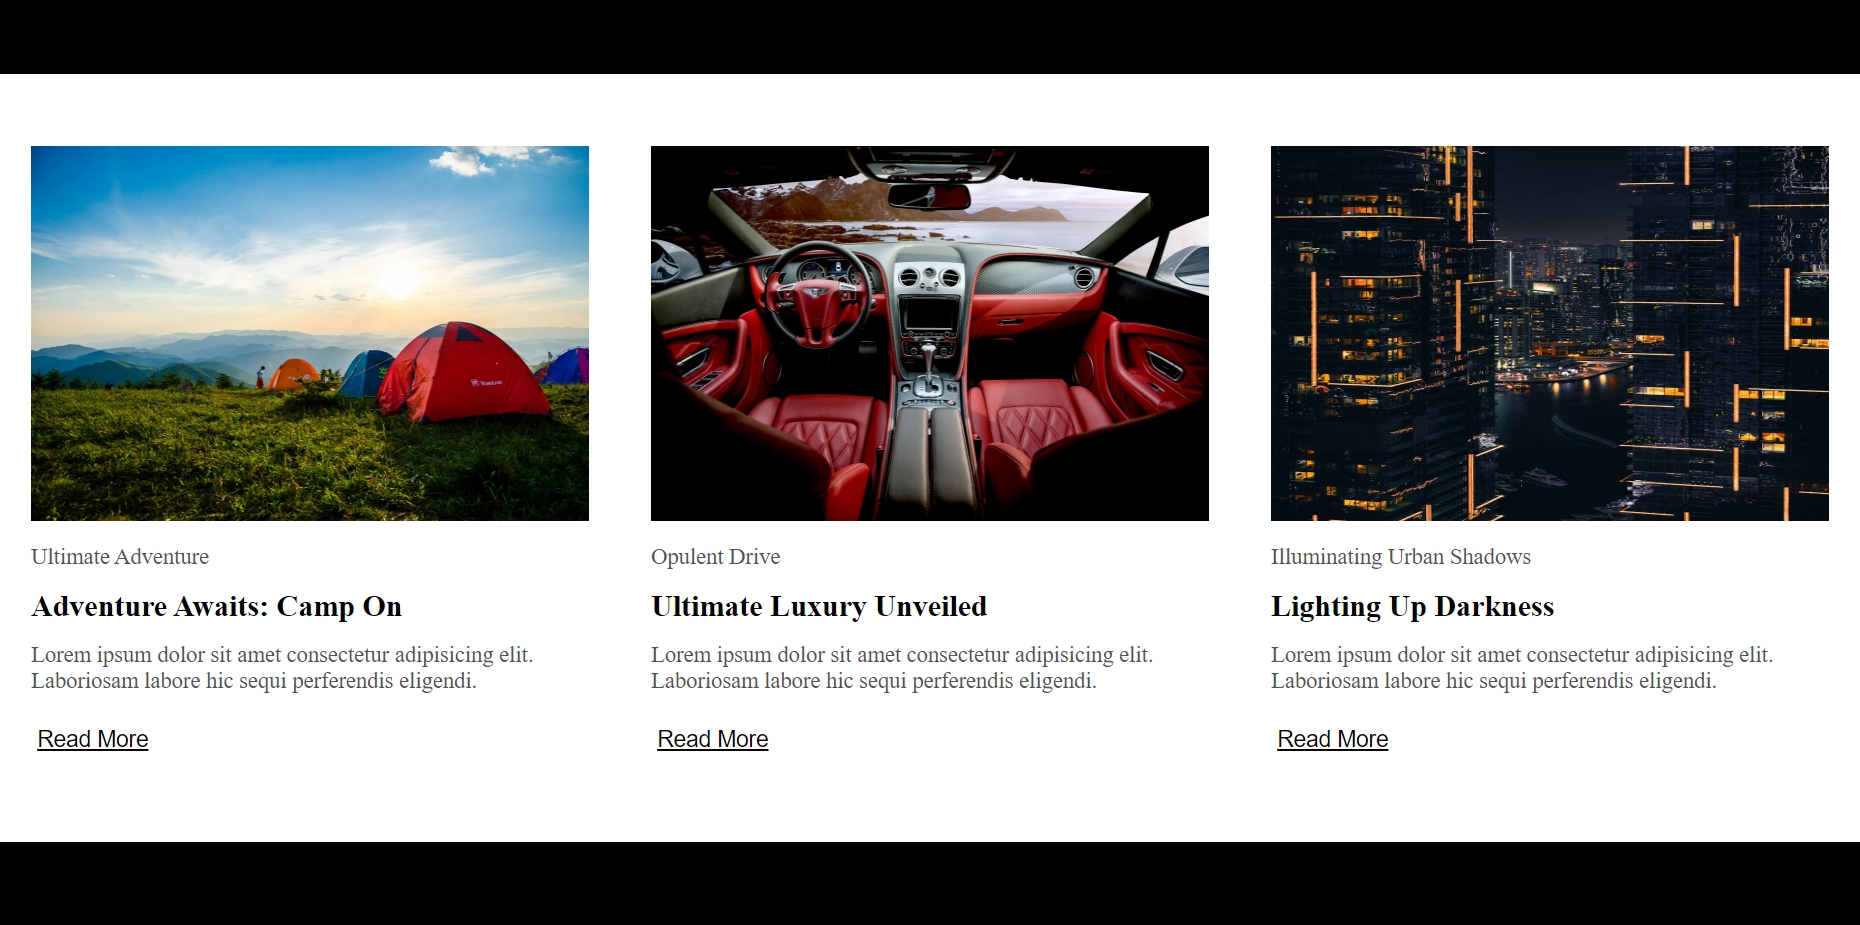 Ultimate Adventure
Adventure Awaits: Camp On
Lorem ipsum dolor sit amet consectetur adipisicing elit.
Laboriosam labore hic sequi perferendis eligendi.
Read More
Opulent Drive
Ultimate Luxury Unveiled
Lorem ipsum dolor sit amet consectetur adipisicing elit.
Laboriosam labore hic sequi perferendis eligendi.
Read More
Illuminating Urban Shadows
Lighting Up Darkness
Lorem ipsum dolor sit amet consectetur adipisicing elit.
Laboriosam labore hic sequi perferendis eligendi.
Read More